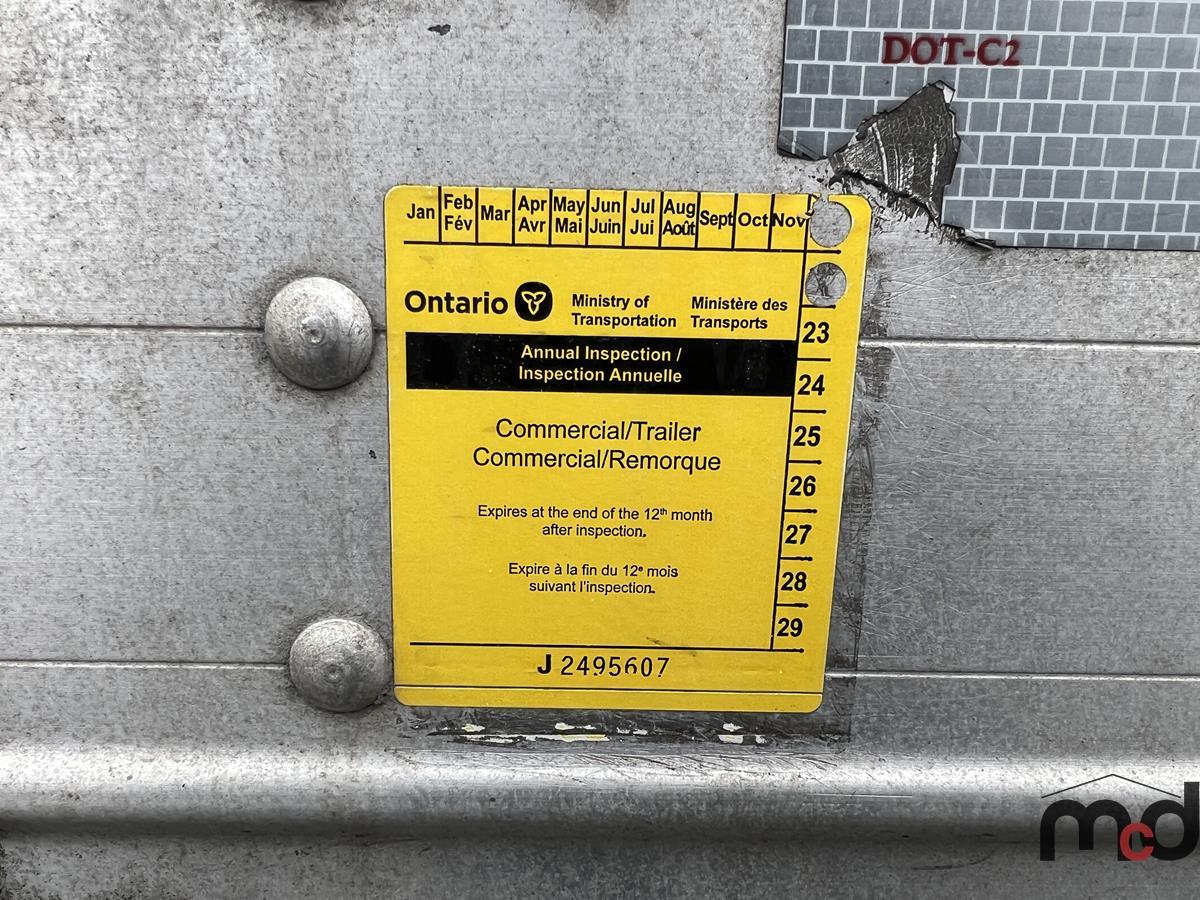 DOT-C2
Jan Feb Mar Apr May Jun Jul Aug Sept Oct Nov
Fév Avr Mai Juin Jui Août
Ontario Ministry of Ministère des
Transportation Transports
23
Annual Inspection /
Inspection Annuelle
24
Commercial/Trailer
25
Commercial/Remorque
26
Expires at the end of the 12th month
after inspection.
27
Expire à la fin du 12e mois
suivant l'inspection.
28
29
J 2495607
mcd